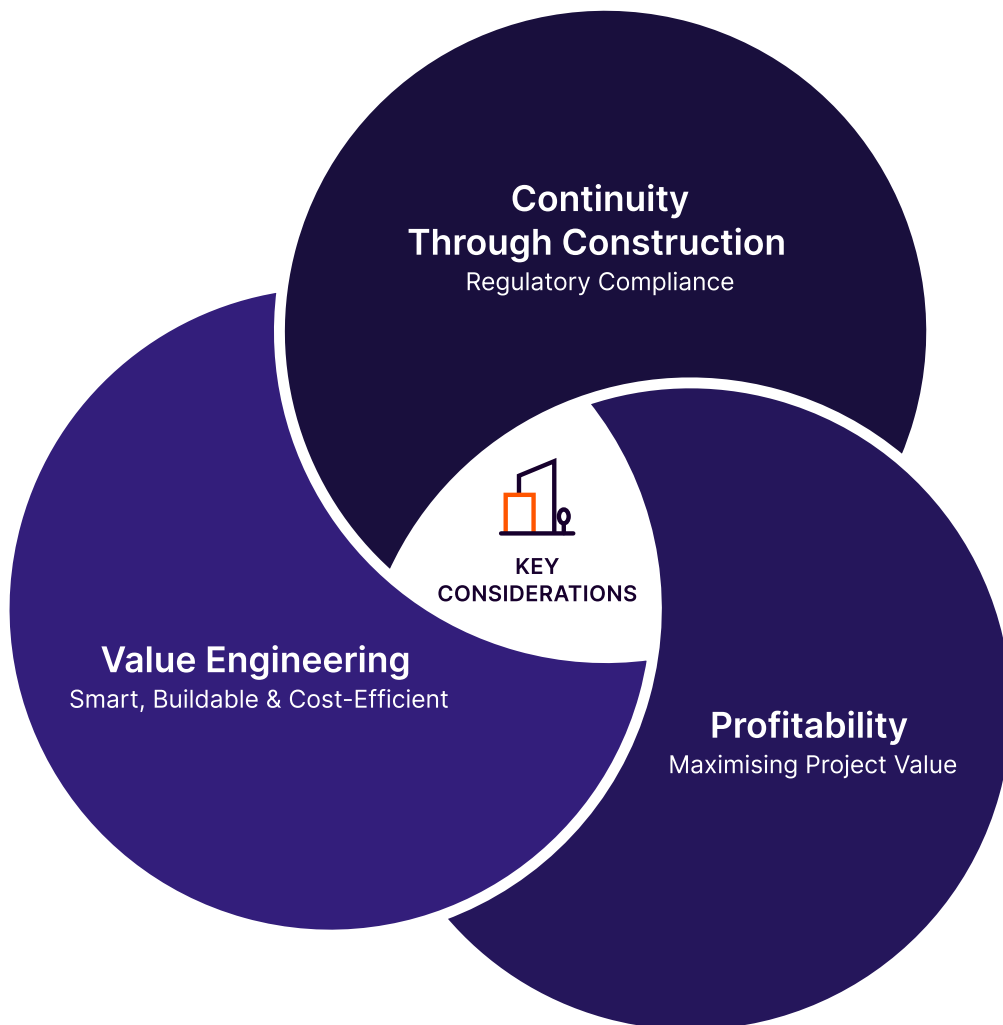 Continuity
Through Construction
Regulatory Compliance
KEY
CONSIDERATIONS
Value Engineering
Smart, Buildable & Cost-Efficient
Profitability
Maximising Project Value